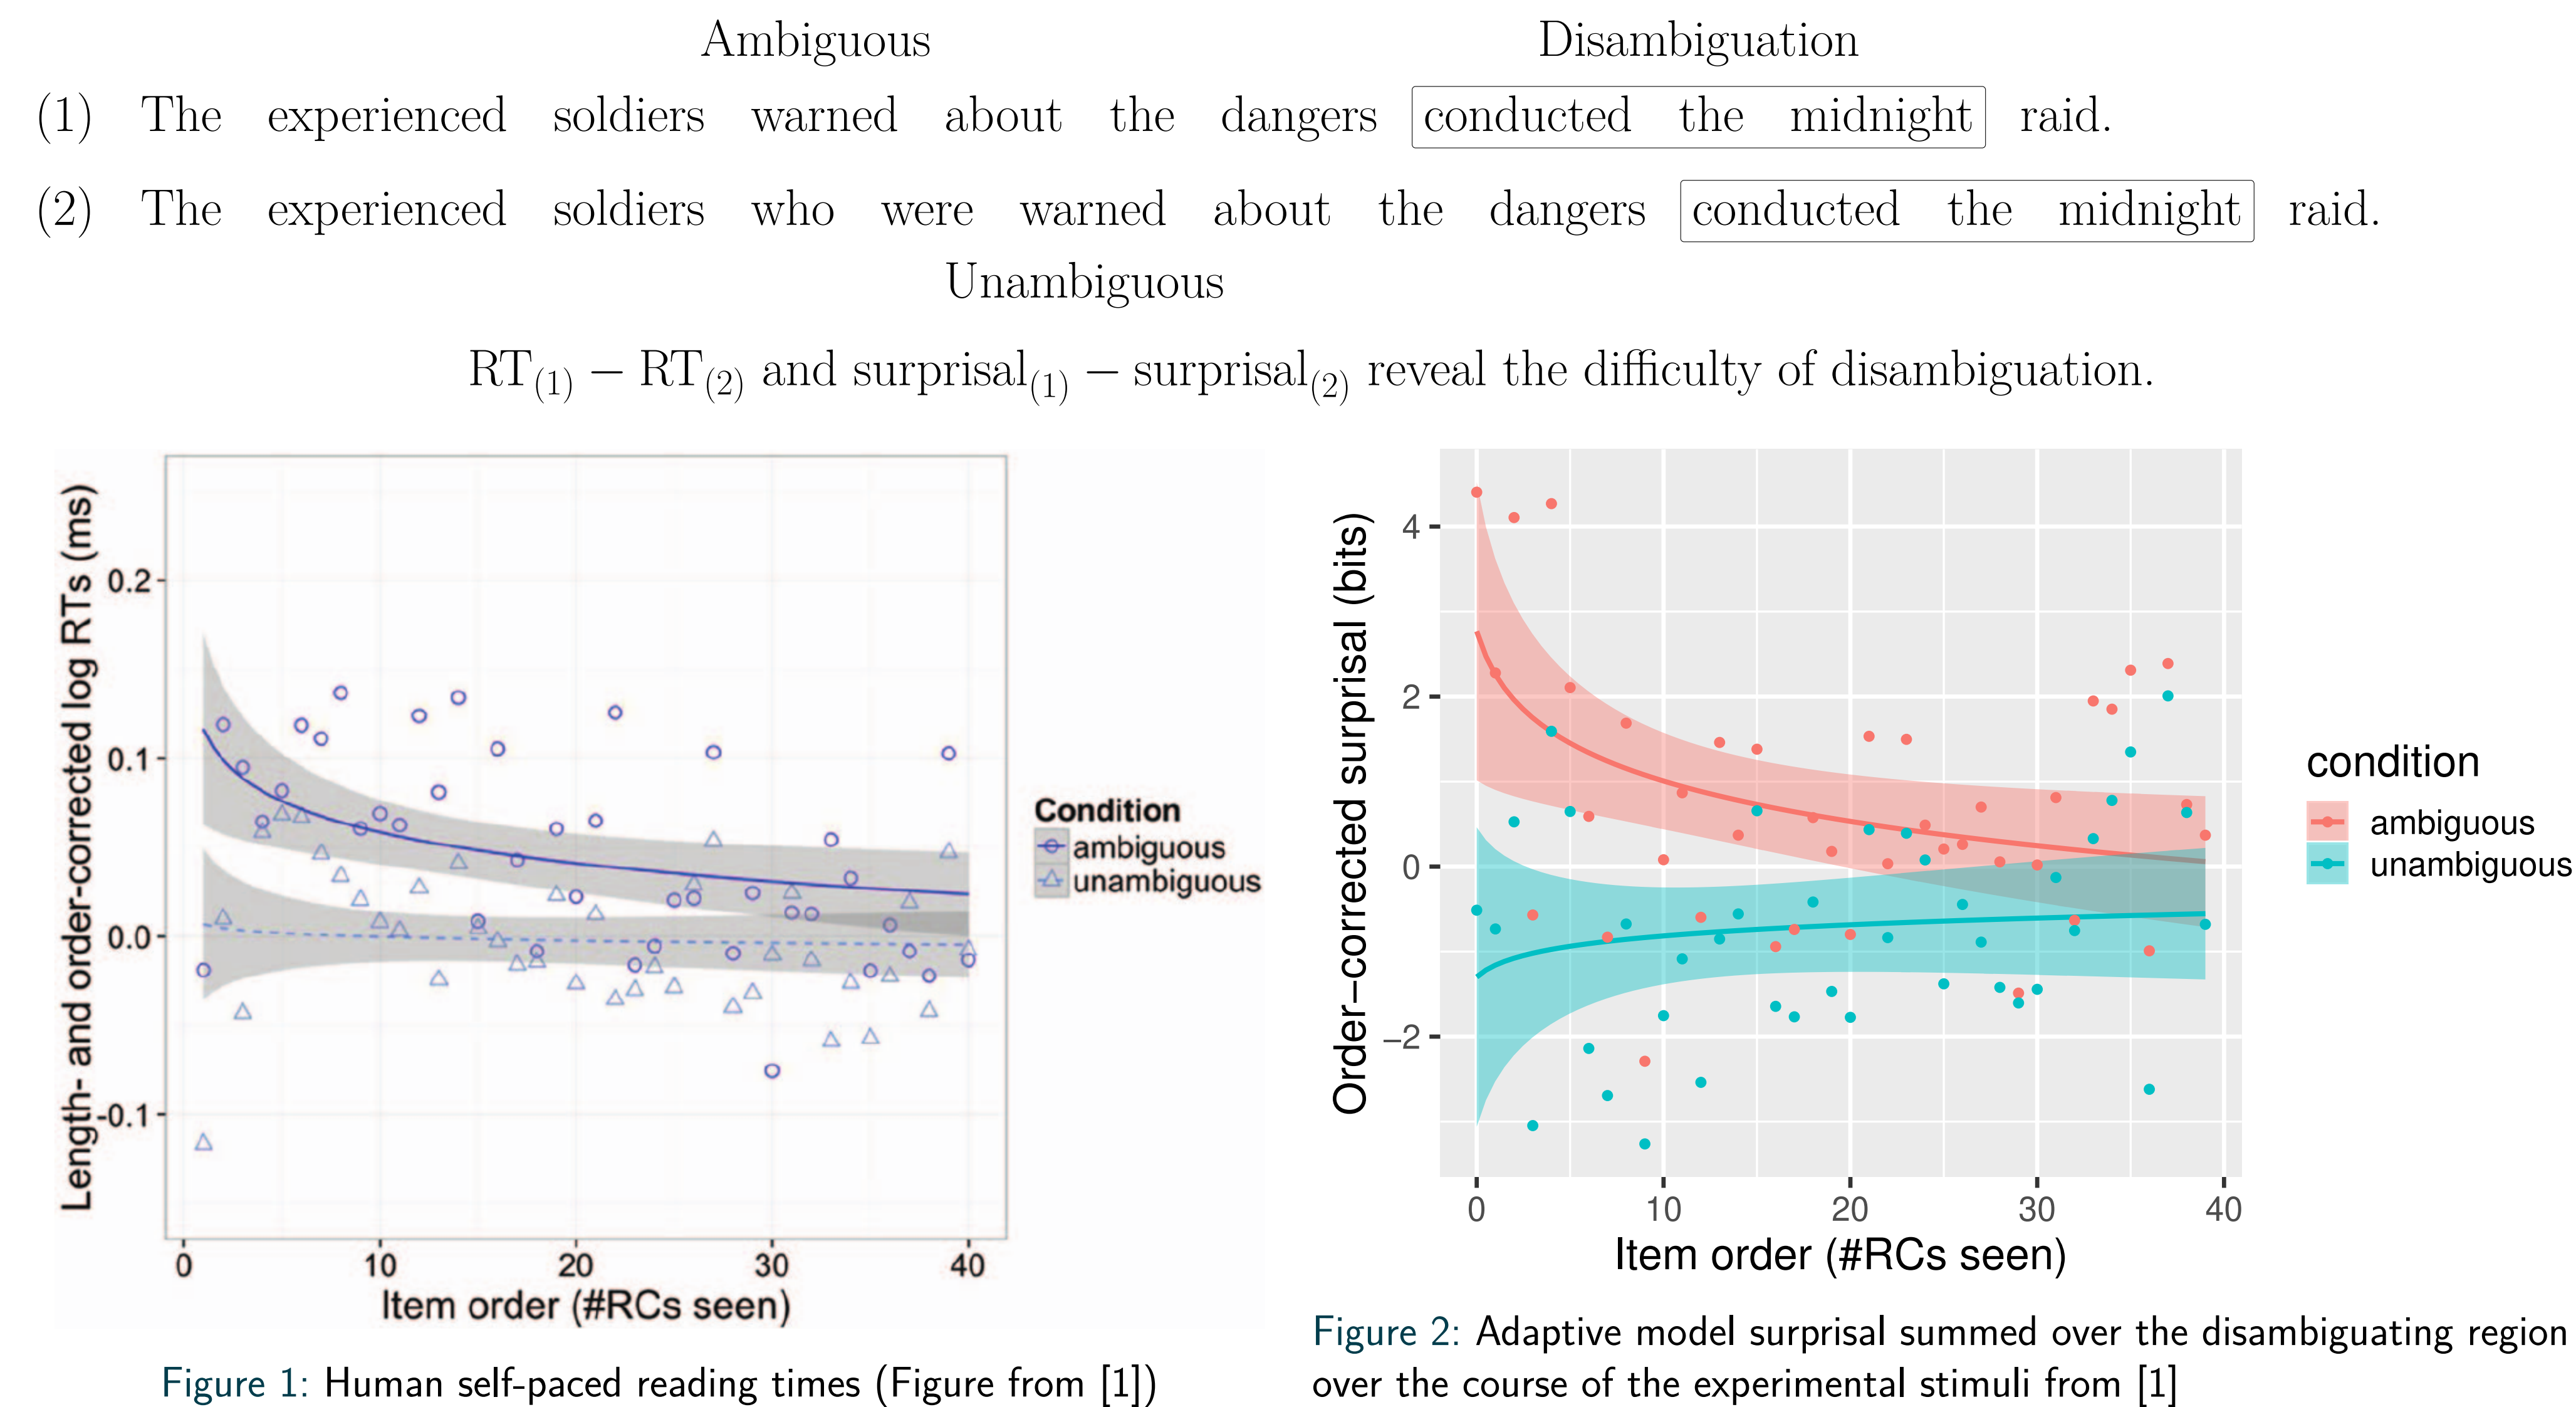 Ambiguous Disambiguation
(1) The experienced soldiers warned about the dangers conducted the midnight raid.
(2) The experienced soldiers who were warned about the dangers conducted the midnight raid.
Unambiguous
RT(1) − RT(2) and surprisal(1) − surprisal(2) reveal the difficulty of disambiguation.
Length- and order-corrected log RTs (ms)
0.2
0.1
0.0
-0.1
0 10 20 30 40
Item order (#RCs seen)
Condition
ambiguous
unambiguous
Figure 1: Human self-paced reading times (Figure from [1])
Order−corrected surprisal (bits)
4
2
0
−2
0 10 20 30 40
Item order (#RCs seen)
condition
ambiguous
unambiguous
Figure 2: Adaptive model surprisal summed over the disambiguating region
over the course of the experimental stimuli from [1]